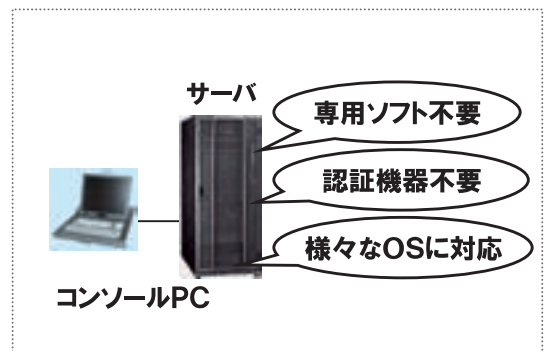 サーバ
専用ソフト不要
認証機器不要
様々なOSに対応
コンソールPC